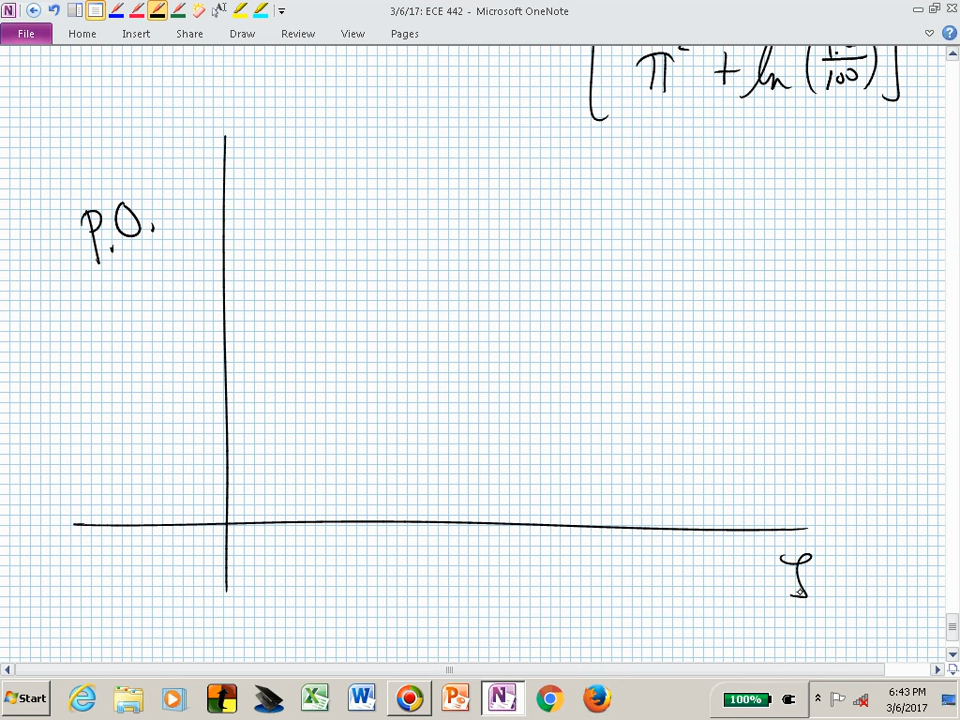 3/6/17: ECE 442 - Microsoft OneNote
File Home Insert Share Draw Review View Pages
π² + ln (
100
)
P.O.
ζ
Start
100%
6:43 PM
3/6/2017